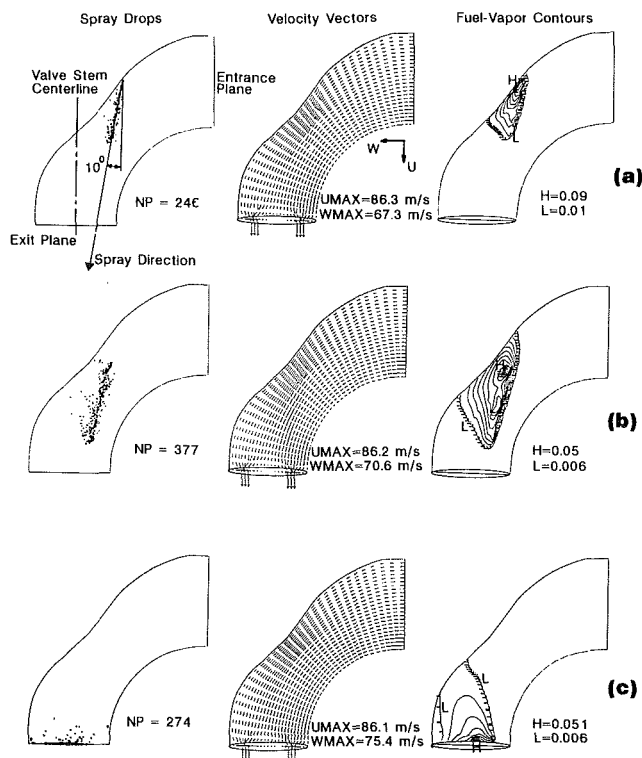 Spray Drops
Velocity Vectors
Fuel-Vapor Contours
Valve Stem
Centerline
Entrance
Plane
10°
NP = 24€
Exit Plane
Spray Direction
W
U
UMAX=86.3 m/s
WMAX=67.3 m/s
H
L
H=0.09
L=0.01
(a)
NP = 377
UMAX=86.2 m/s
WMAX=70.6 m/s
H
L
H=0.05
L=0.006
(b)
NP = 274
UMAX=86.1 m/s
WMAX=75.4 m/s
L
L
H
H=0.051
L=0.006
(c)